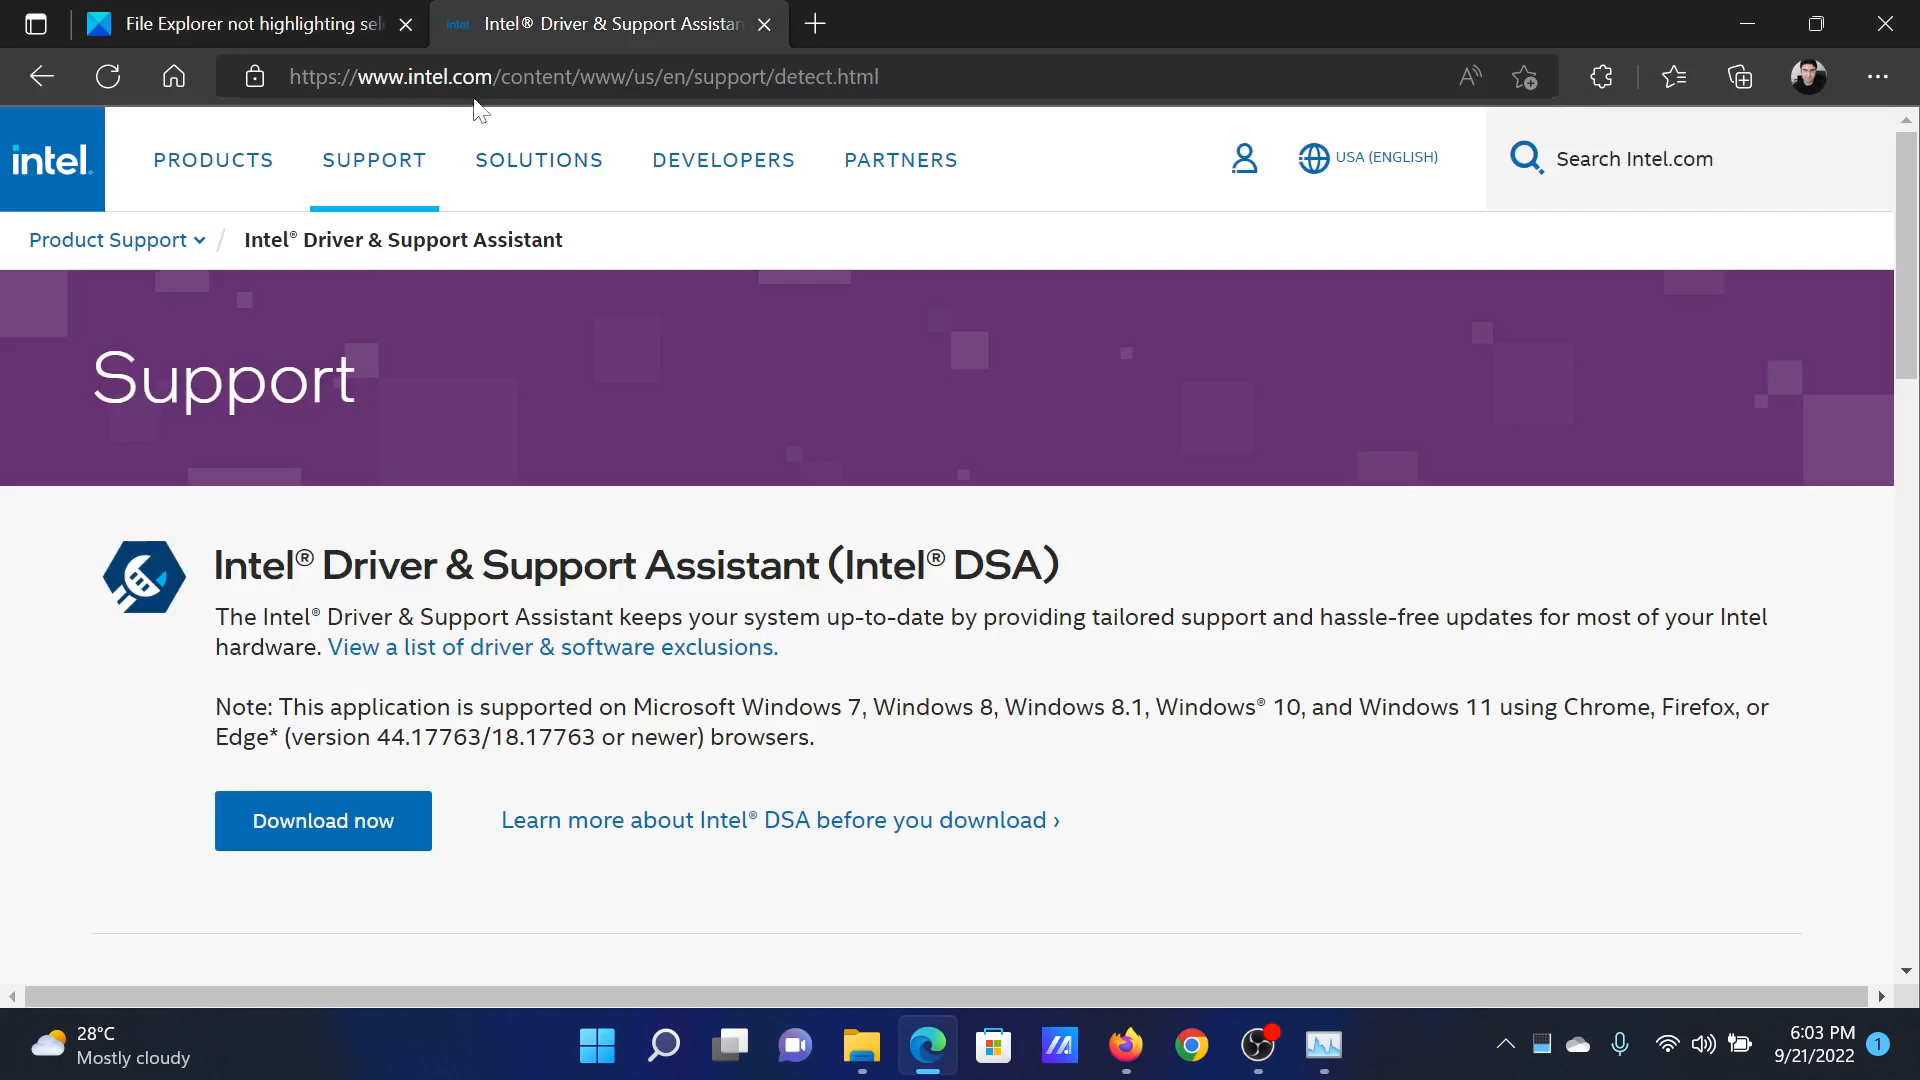 File Explorer not highlighting sel
intel
Intel® Driver & Support Assistan
https://www.intel.com/content/www/us/en/support/detect.html
intel.
PRODUCTS
SUPPORT
SOLUTIONS
DEVELOPERS
PARTNERS
USA (ENGLISH)
Search Intel.com
Product Support / Intel® Driver & Support Assistant
Support
Intel® Driver & Support Assistant (Intel® DSA)
The Intel® Driver & Support Assistant keeps your system up-to-date by providing tailored support and hassle-free updates for most of your Intel
hardware. View a list of driver & software exclusions.
Note: This application is supported on Microsoft Windows 7, Windows 8, Windows 8.1, Windows® 10, and Windows 11 using Chrome, Firefox, or
Edge* (version 44.17763/18.17763 or newer) browsers.
Download now
Learn more about Intel® DSA before you download ›
28°C
Mostly cloudy
6:03 PM
9/21/2022
1